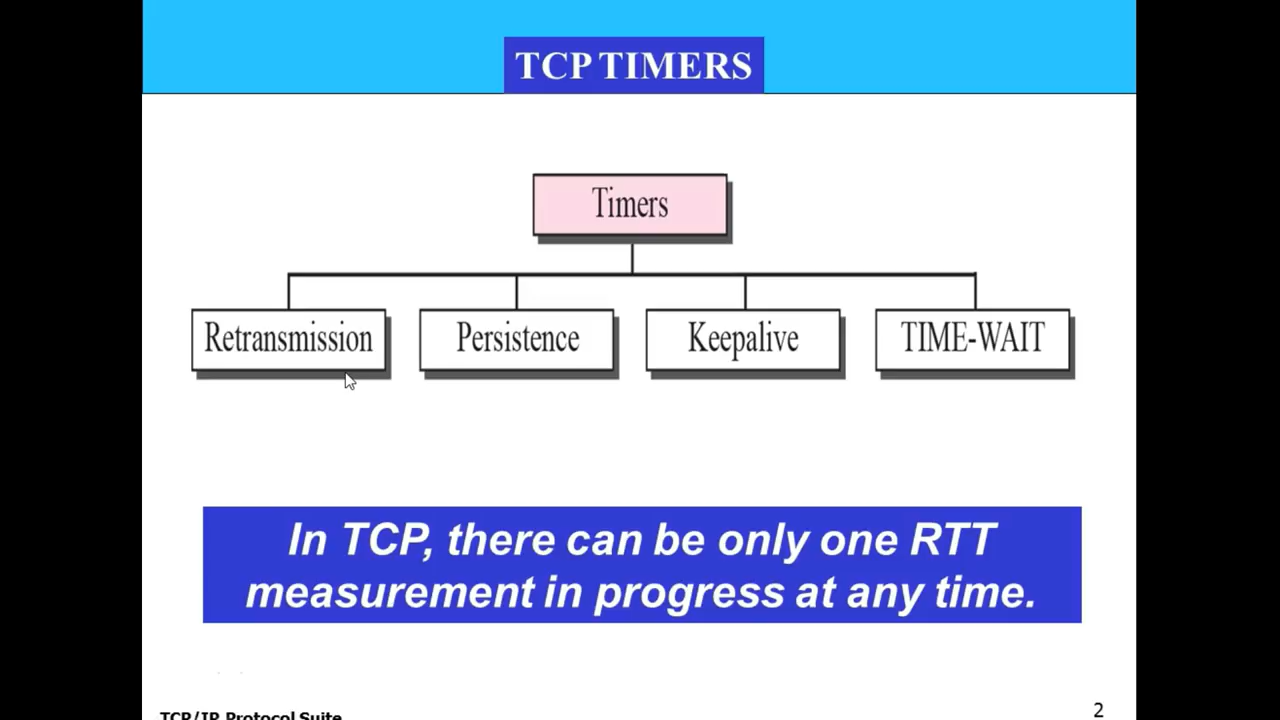 TCP TIMERS
Timers
Retransmission
Persistence
Keepalive
TIME-WAIT
In TCP, there can be only one RTT
measurement in progress at any time.
TCP/IP Protocol Suite
2